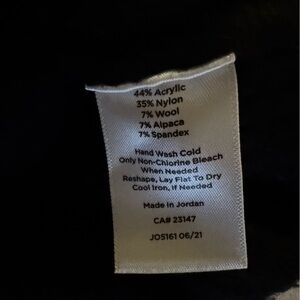 44% Acrylic
35% Nylon
7% Wool
7% Alpaca
7% Spandex
Hand Wash Cold
Only Non-Chlorine Bleach
When Needed
Reshape, Lay Flat To Dry
Cool Iron, If Needed
Made in Jordan
CA# 23147
JO5161 06/21